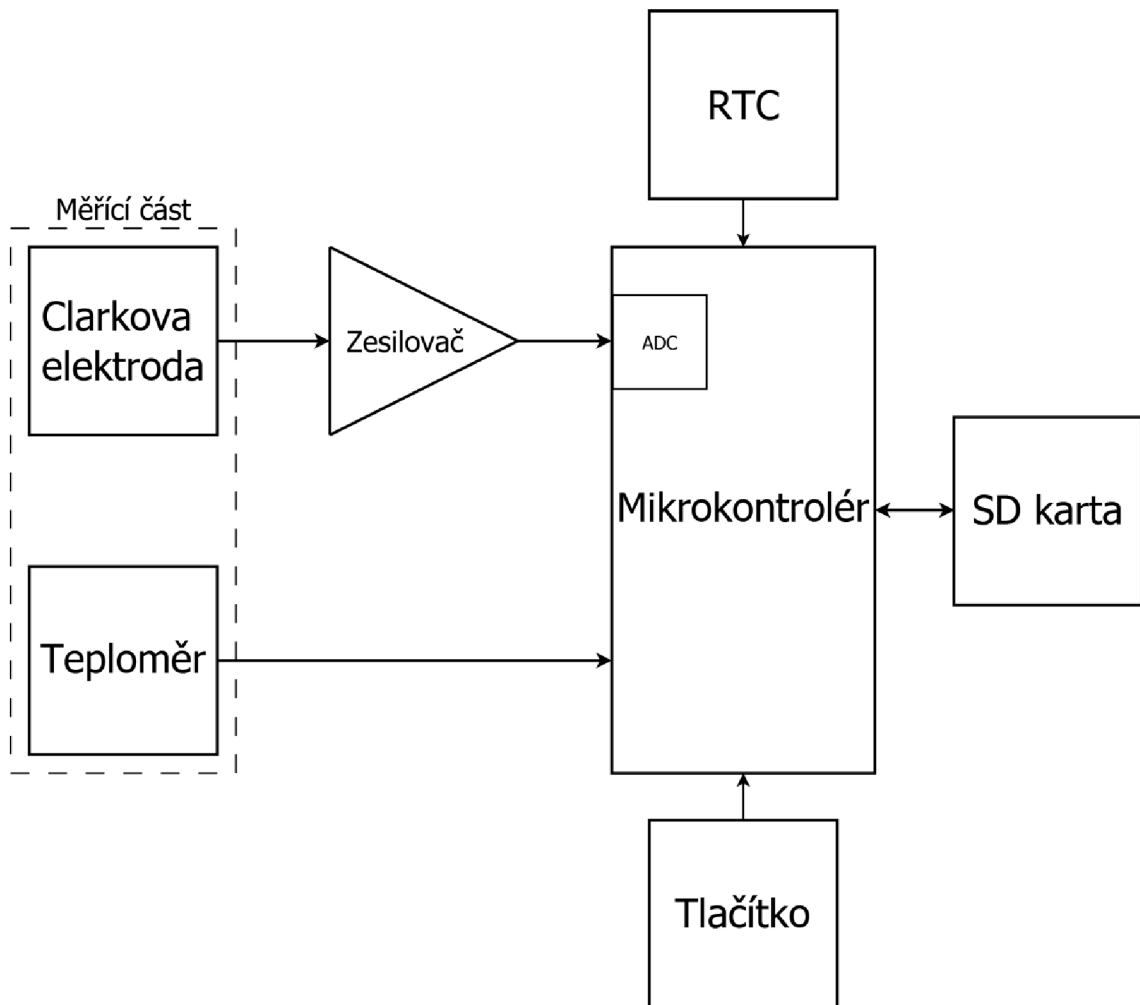 RTC
Měřící část
Clarkova
elektroda
Zesilovač
ADC
Mikrokontrolér
SD karta
Teploměr
Tlačítko